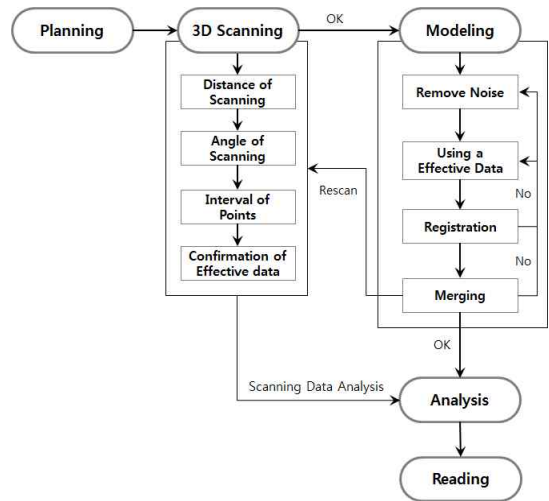 Planning
3D Scanning
OK
Modeling
Distance of
Scanning
Angle of
Scanning
Interval of
Points
Confirmation of
Effective data
Rescan
Remove Noise
Using a
Effective Data
No
Registration
No
Merging
OK
Scanning Data Analysis
Analysis
Reading